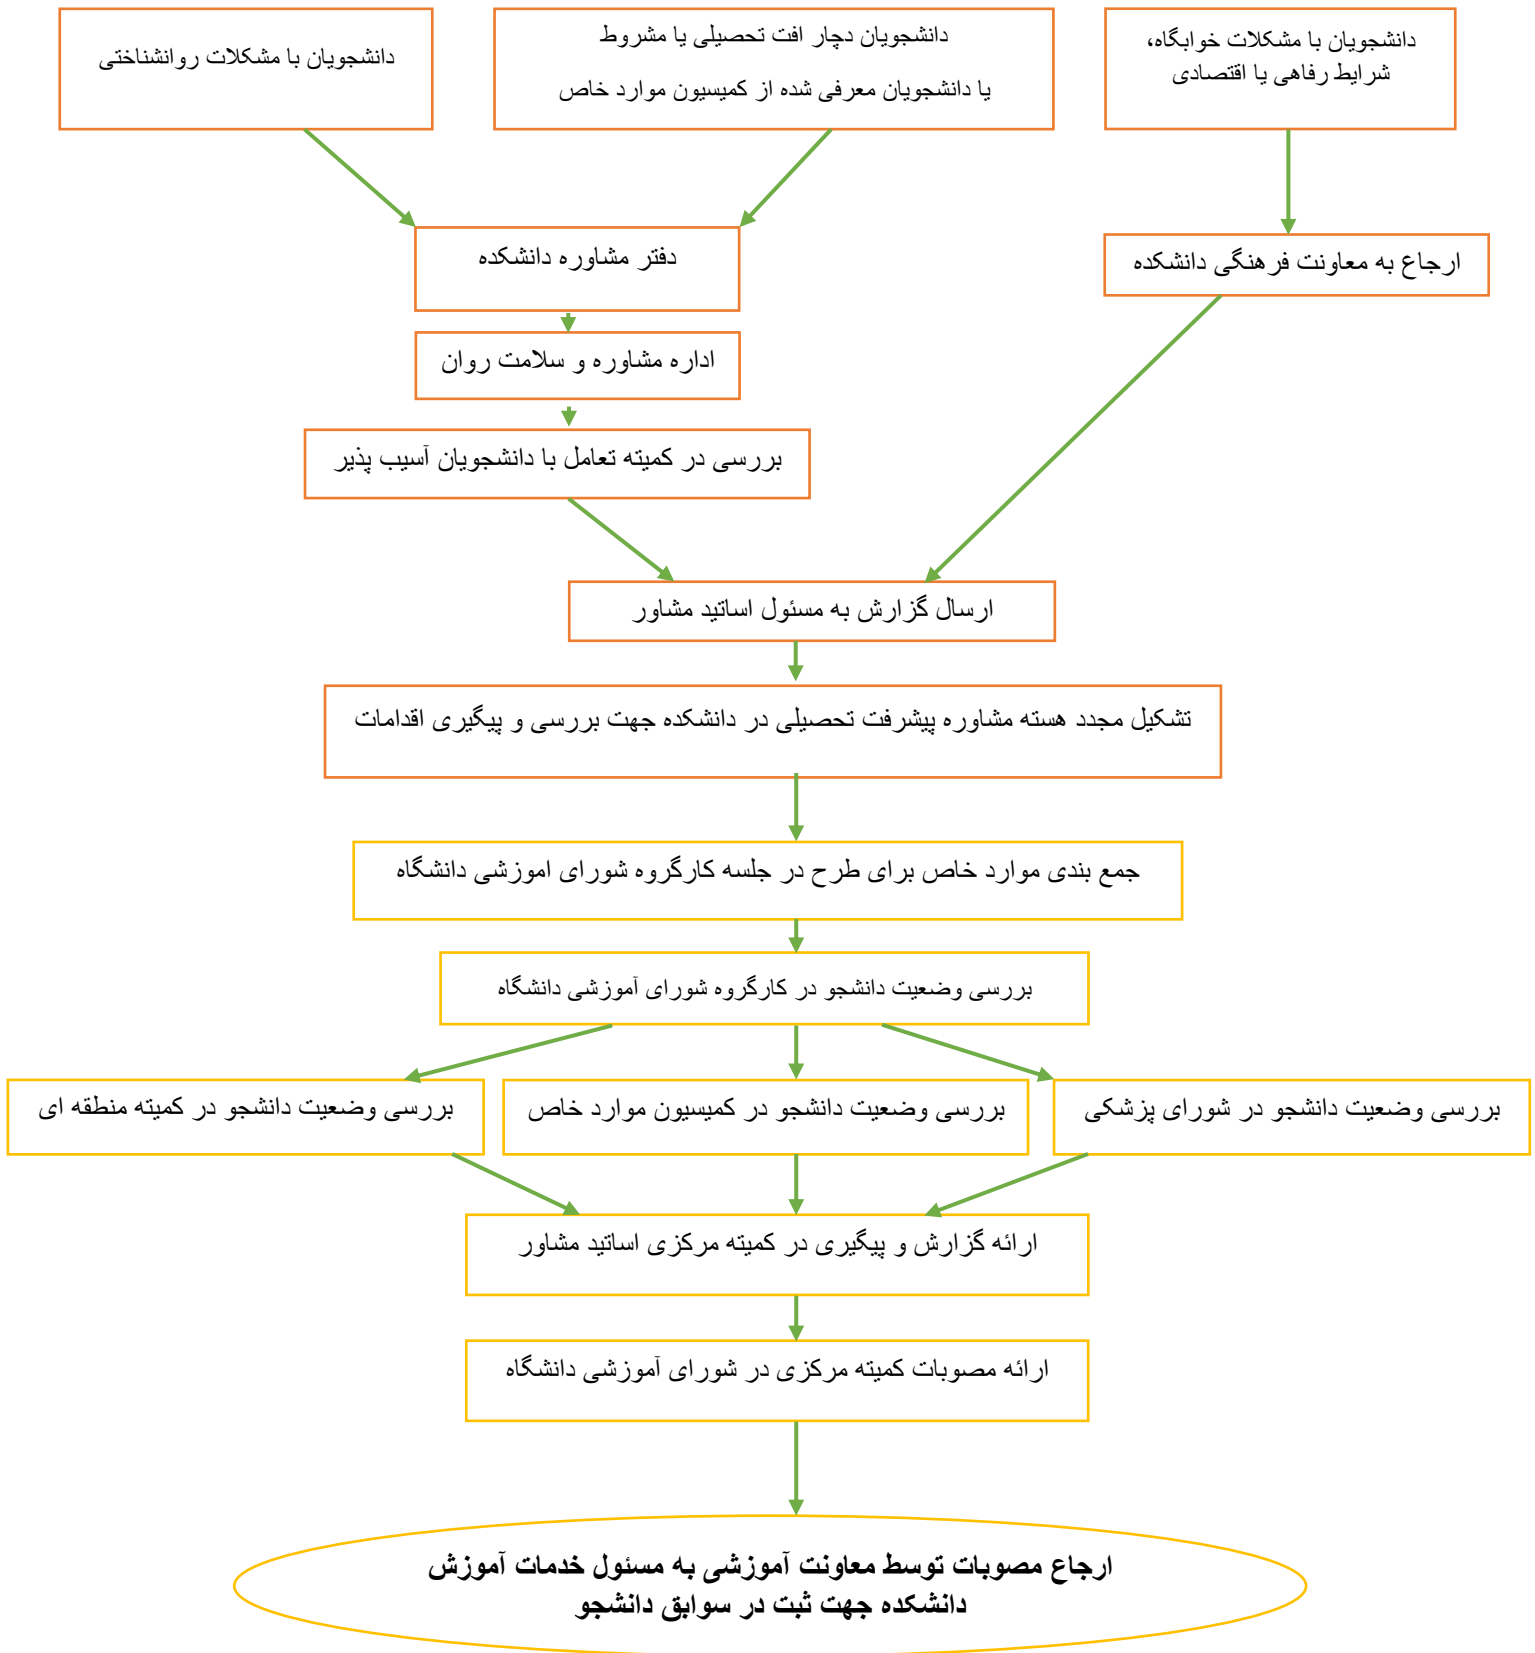 دانشجویان با مشکلات خوابگاه،
شرایط رفاهی یا اقتصادی
دانشجویان دچار افت تحصیلی یا مشروط
یا دانشجویان معرفی شده از کمیسیون موارد خاص
دانشجویان با مشکلات روانشناختی
ارجاع به معاونت فرهنگی دانشکده
دفتر مشاوره دانشکده
اداره مشاوره و سلامت روان
بررسی در کمیته تعامل با دانشجویان آسیب پذیر
ارسال گزارش به مسئول اساتید مشاور
تشکیل مجدد هسته مشاوره پیشرفت تحصیلی در دانشکده جهت بررسی و پیگیری اقدامات
جمع بندی موارد خاص برای طرح در جلسه کارگروه شورای اموزشی دانشگاه
بررسی وضعیت دانشجو در کارگروه شورای آموزشی دانشگاه
بررسی وضعیت دانشجو در شورای پزشکی
بررسی وضعیت دانشجو در کمیسیون موارد خاص
بررسی وضعیت دانشجو در کمیته منطقه ای
ارائه گزارش و پیگیری در کمیته مرکزی اساتید مشاور
ارائه مصوبات کمیته مرکزی در شورای آموزشی دانشگاه
ارجاع مصوبات توسط معاونت آموزشی به مسئول خدمات آموزش
دانشکده جهت ثبت در سوابق دانشجو